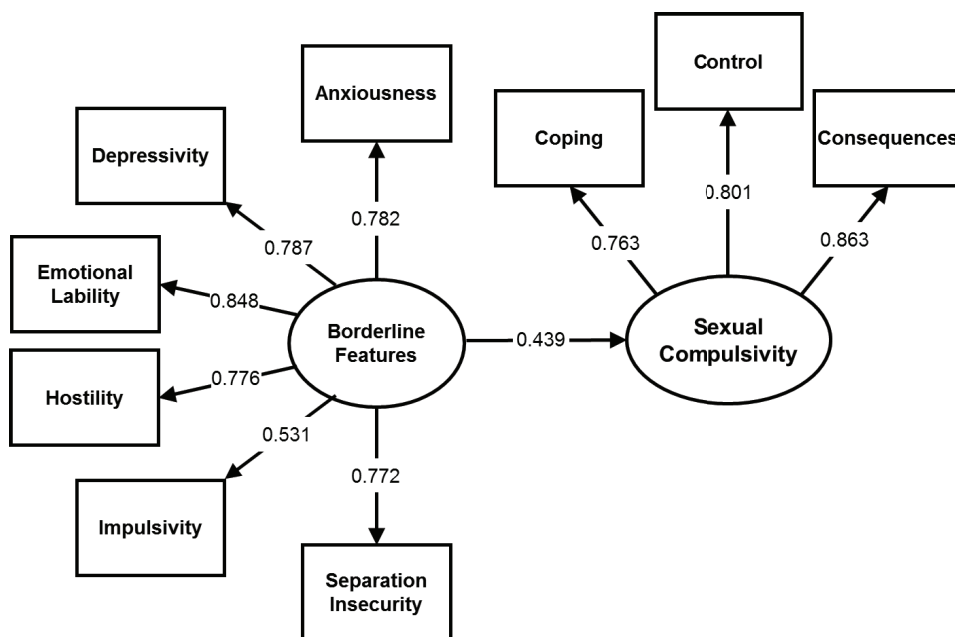 Control
Anxiousness
Coping
Consequences
Depressivity
0.801
0.782
0.763
0.863
0.787
Emotional
Lability
0.848
Borderline
Features
0.439
Sexual
Compulsivity
Hostility
0.776
0.531
0.772
Impulsivity
Separation
Insecurity